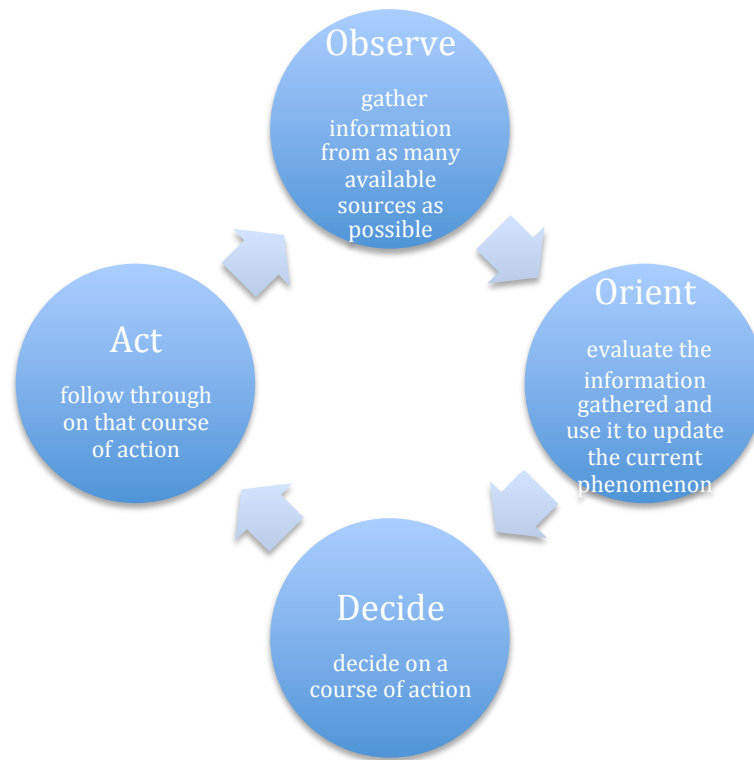 Observe
gather
information
from as many
available
sources as
possible
Orient
evaluate the
information
gathered and
use it to update
the current
phenomenon
Decide
decide on a
course of action
Act
follow through
on that course
of action